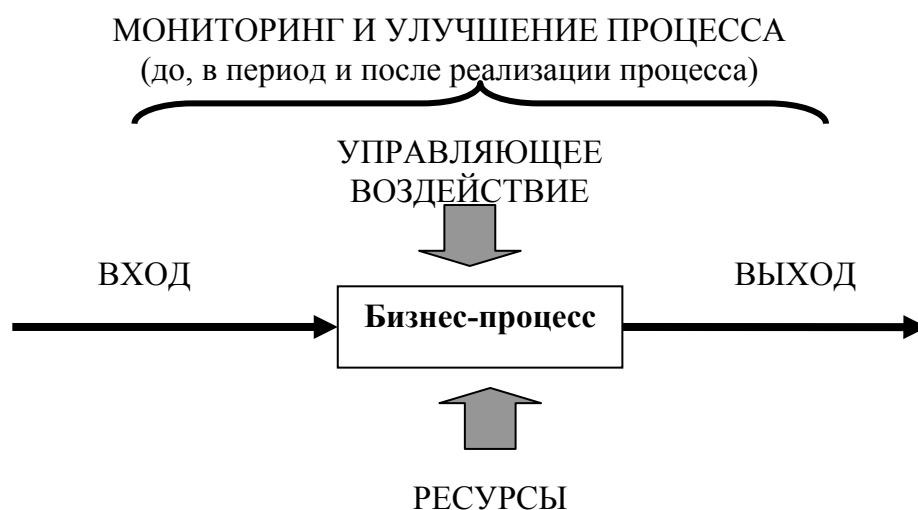 МОНИТОРИНГ И УЛУЧШЕНИЕ ПРОЦЕССА
(до, в период и после реализации процесса)
УПРАВЛЯЮЩЕЕ
ВОЗДЕЙСТВИЕ
ВХОД
ВЫХОД
Бизнес-процесс
РЕСУРСЫ